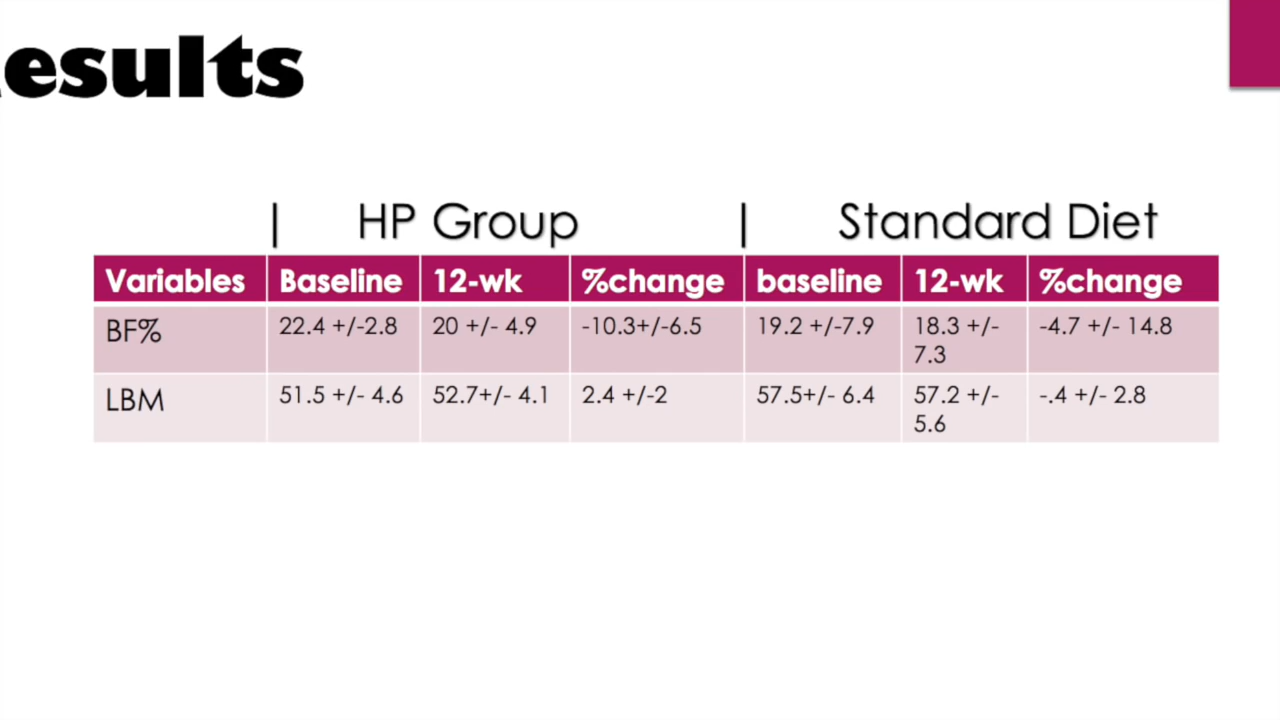 esults
| HP Group | Standard Diet
Variables Baseline 12-wk %change baseline 12-wk %change
BF% 22.4 +/-2.8 20 +/- 4.9 -10.3+/-6.5 19.2 +/-7.9 18.3 +/- -4.7 +/- 14.8
7.3
LBM 51.5 +/- 4.6 52.7+/- 4.1 2.4 +/-2 57.5+/- 6.4 57.2 +/- -.4 +/- 2.8
5.6